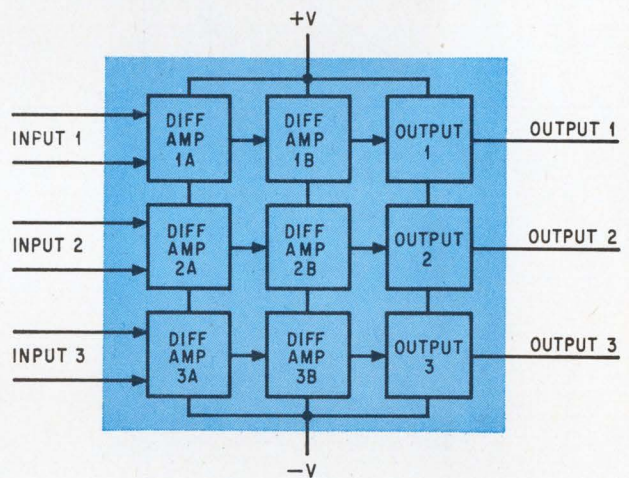 +V
INPUT 1
DIFF
AMP
1A
DIFF
AMP
1B
OUTPUT
1
OUTPUT 1
INPUT 2
DIFF
AMP
2A
DIFF
AMP
2B
OUTPUT
2
OUTPUT 2
INPUT 3
DIFF
AMP
3A
DIFF
AMP
3B
OUTPUT
3
OUTPUT 3
−V